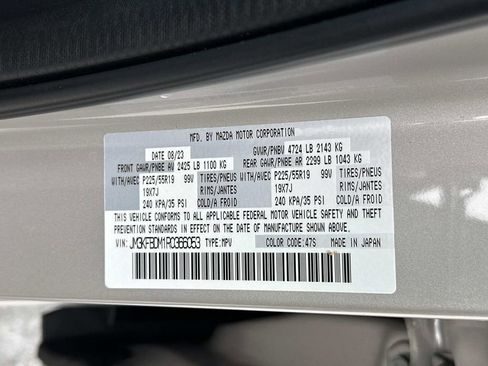 MFD. BY MAZDA MOTOR CORPORATION
DATE 08/23 GVWR/PNBV 4724 LB 2143 KG
FRONT GAWR/PNBE AV 2425 LB 1100 KG REAR GAWR/PNBE AR 2299 LB 1043 KG
WITH/AVEC P225/55R19 99V TIRES/PNEUS WITH/AVEC P225/55R19 99V TIRES/PNEUS
19X7J RIMS/JANTES 19X7J RIMS/JANTES
240 KPA/35 PSI COLD/A FROID 240 KPA/35 PSI COLD/A FROID
THIS VEHICLE CONFORMS TO ALL APPLICABLE FEDERAL MOTOR VEHICLE SAFETY AND THEFT
PREVENTION STANDARDS IN EFFECT ON THE DATE OF MANUFACTURE SHOWN ABOVE.
VIN: JM3KFBDM1R0366063 TYPE:MPV COLOR CODE:47S MADE IN JAPAN